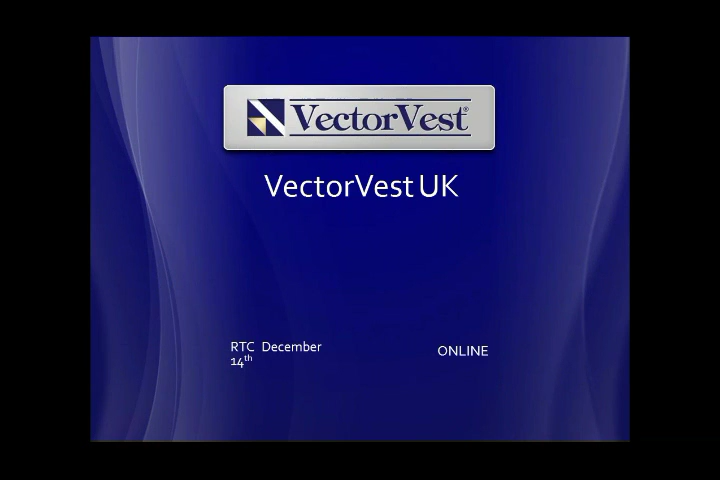 VectorVest®
VectorVest UK
RTC December
14th
ONLINE